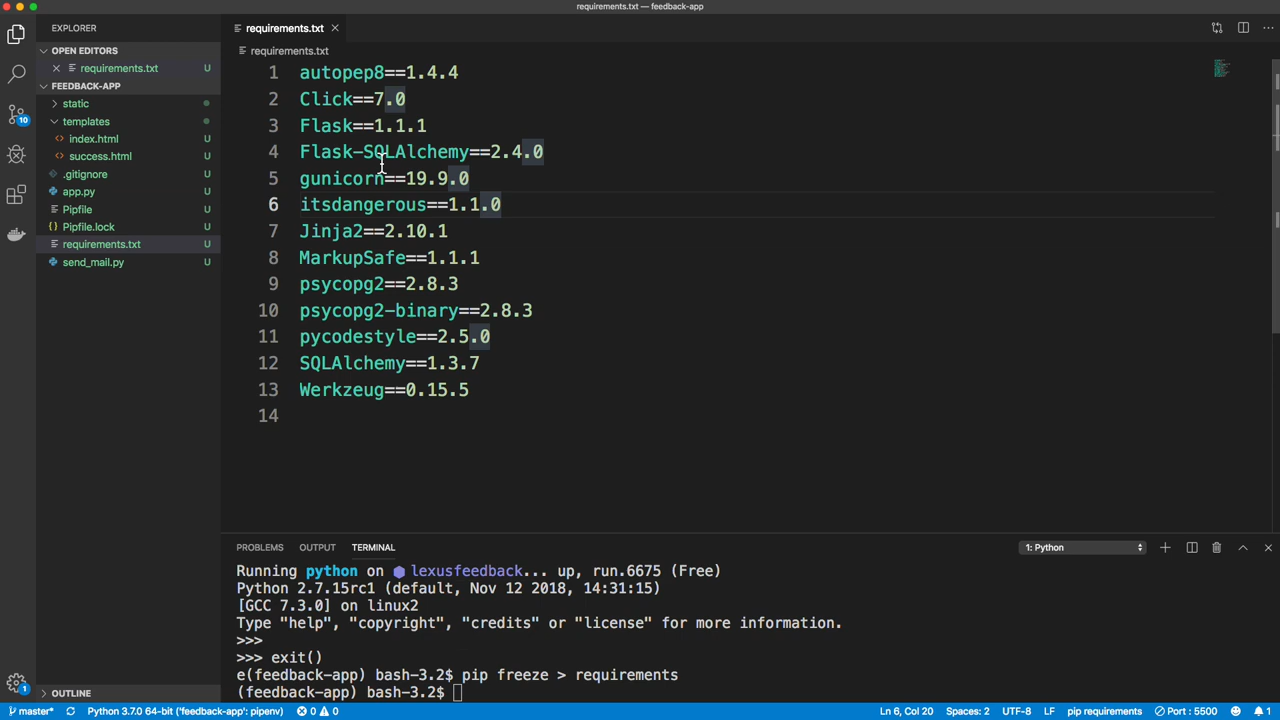 requirements.txt — feedback-app
EXPLORER
OPEN EDITORS
requirements.txt U
FEEDBACK-APP
static
templates
index.html U
success.html U
.gitignore U
app.py U
Pipfile U
Pipfile.lock U
requirements.txt U
send_mail.py U
OUTLINE
10
1
requirements.txt
requirements.txt
1 autopep8==1.4.4
2 Click==7.0
3 Flask==1.1.1
4 Flask-SQLAlchemy==2.4.0
5 gunicorn==19.9.0
6 itsdangerous==1.1.0
7 Jinja2==2.10.1
8 MarkupSafe==1.1.1
9 psycopg2==2.8.3
10 psycopg2-binary==2.8.3
11 pycodestyle==2.5.0
12 SQLAlchemy==1.3.7
13 Werkzeug==0.15.5
14
PROBLEMS OUTPUT TERMINAL 1: Python
Running python on ⬢ lexusfeedback... up, run.6675 (Free)
Python 2.7.15rc1 (default, Nov 12 2018, 14:31:15)
[GCC 7.3.0] on linux2
Type "help", "copyright", "credits" or "license" for more information.
>>>
>>> exit()
e(feedback-app) bash-3.2$ pip freeze > requirements
(feedback-app) bash-3.2$
master* Python 3.7.0 64-bit ('feedback-app': pipenv) 0 0 Ln 6, Col 20 Spaces: 2 UTF-8 LF pip requirements Port : 5500 1